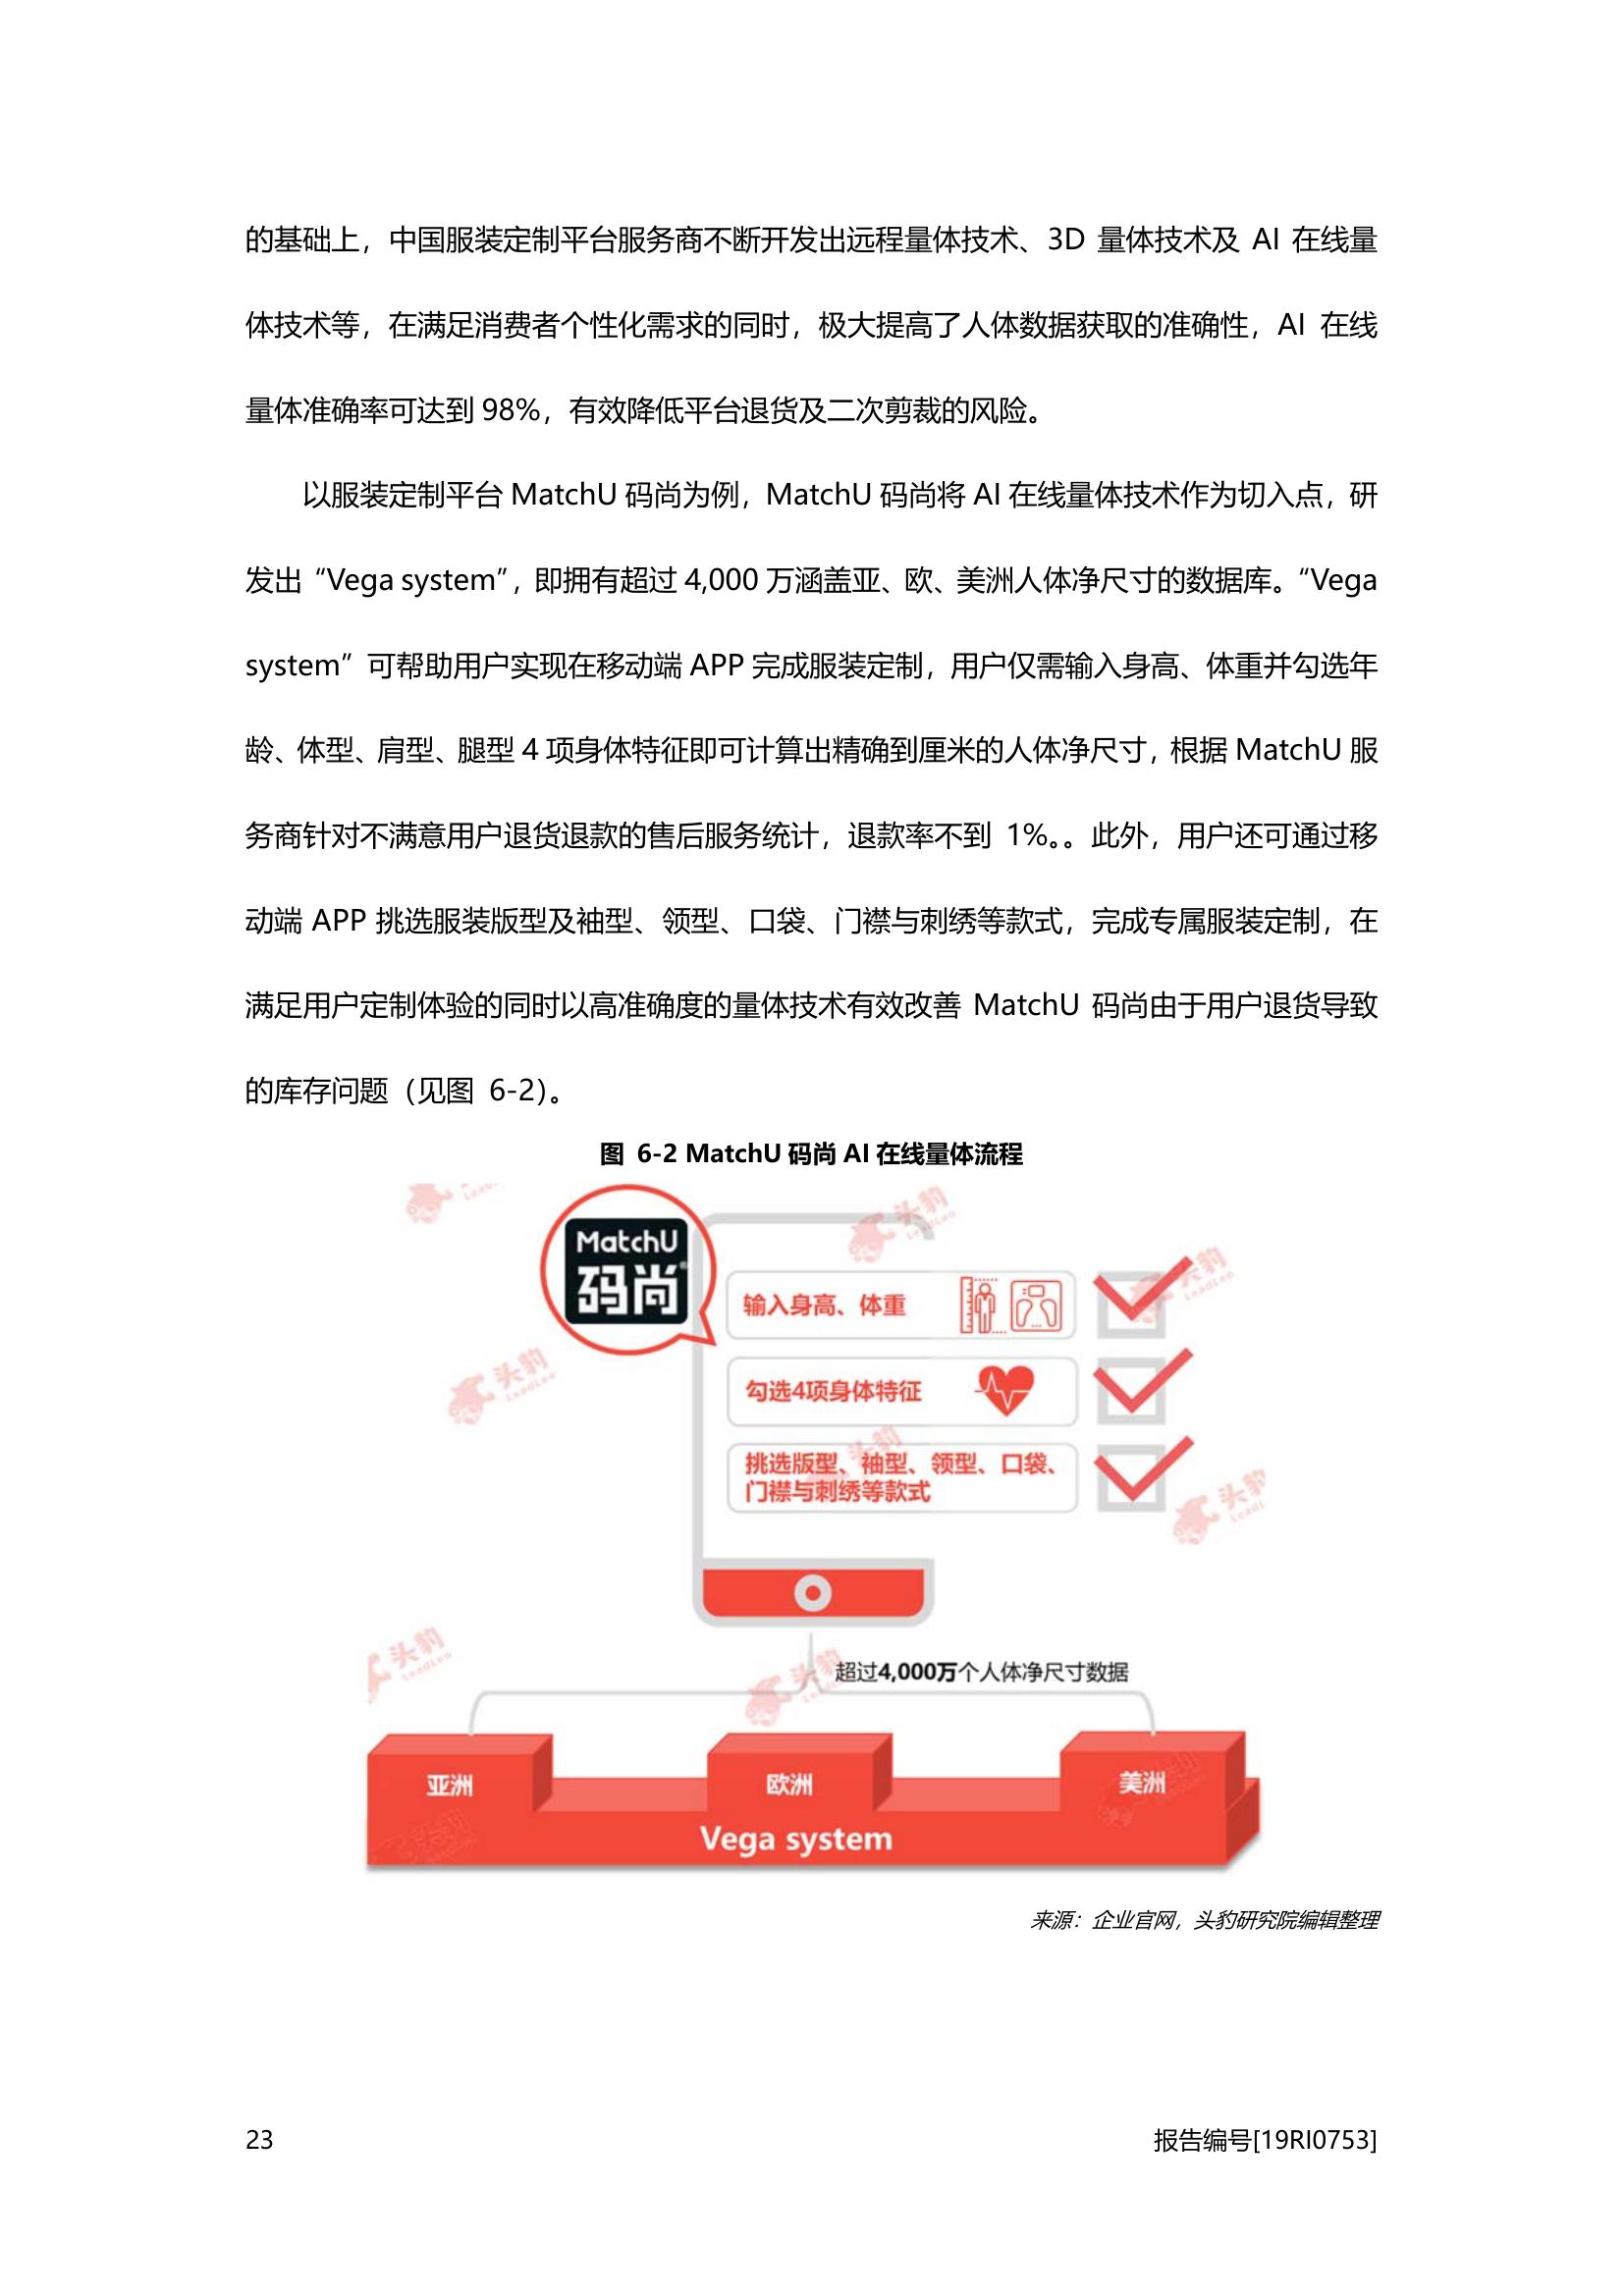 的基础上，中国服装定制平台服务商不断开发出远程量体技术、3D 量体技术及 AI 在线量
体技术等，在满足消费者个性化需求的同时，极大提高了人体数据获取的准确性，AI 在线
量体准确率可达到 98%，有效降低平台退货及二次剪裁的风险。
以服装定制平台 MatchU 码尚为例，MatchU 码尚将 AI 在线量体技术作为切入点，研
发出“Vega system”，即拥有超过 4,000 万涵盖亚、欧、美洲人体净尺寸的数据库。“Vega
system”可帮助用户实现在移动端 APP 完成服装定制，用户仅需输入身高、体重并勾选年
龄、体型、肩型、腿型 4 项身体特征即可计算出精确到厘米的人体净尺寸，根据 MatchU 服
务商针对不满意用户退货退款的售后服务统计，退款率不到 1%。。此外，用户还可通过移
动端 APP 挑选服装版型及袖型、领型、口袋、门襟与刺绣等款式，完成专属服装定制，在
满足用户定制体验的同时以高准确度的量体技术有效改善 MatchU 码尚由于用户退货导致
的库存问题（见图 6-2）。
图 6-2 MatchU 码尚 AI 在线量体流程
MatchU
码尚®
输入身高、体重
勾选4项身体特征
挑选版型、袖型、领型、口袋、
门襟与刺绣等款式
超过4,000万个人体净尺寸数据
亚洲
欧洲
美洲
Vega system
头豹
LeadLeo
来源：企业官网，头豹研究院编辑整理
23
报告编号[19RI0753]